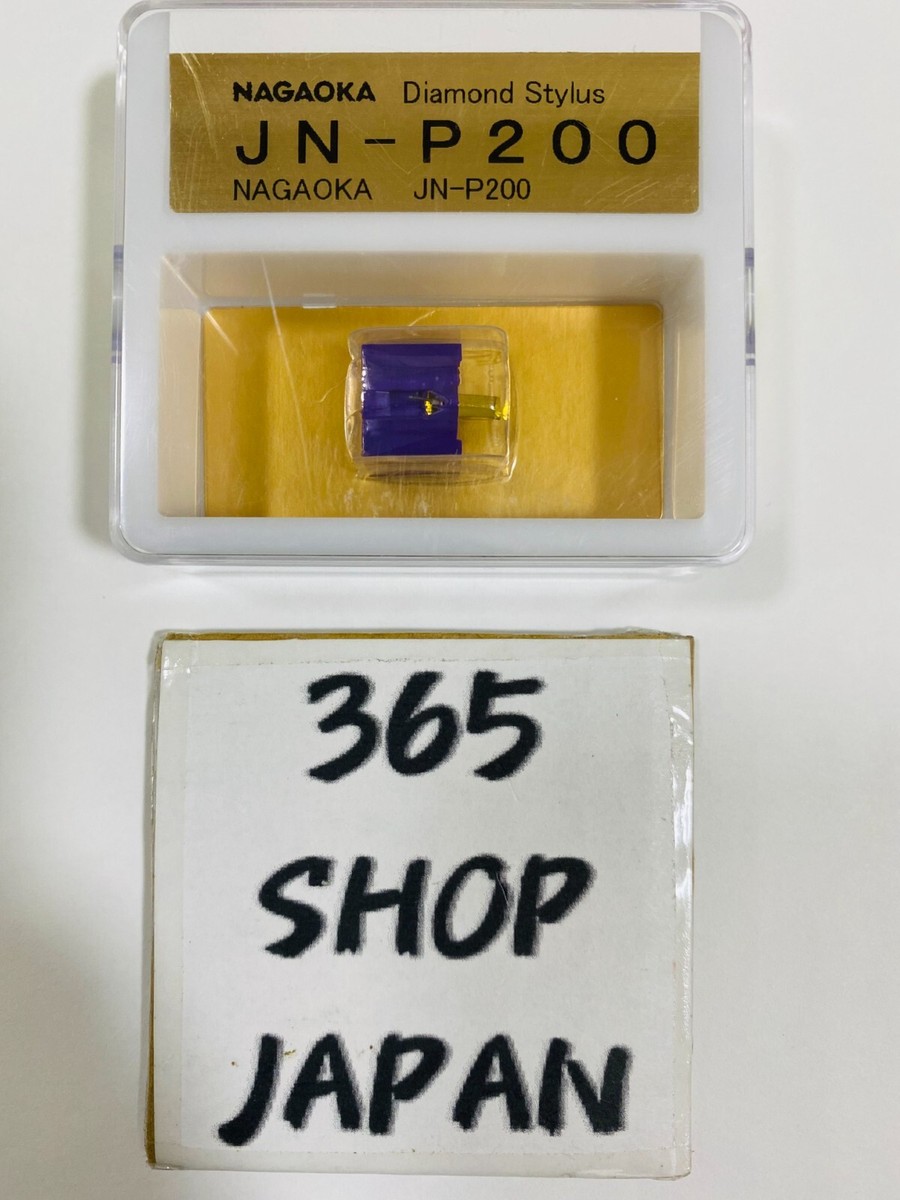 NAGAOKA Diamond Stylus
JN-P200
NAGAOKA JN-P200
365
SHOP
JAPAN